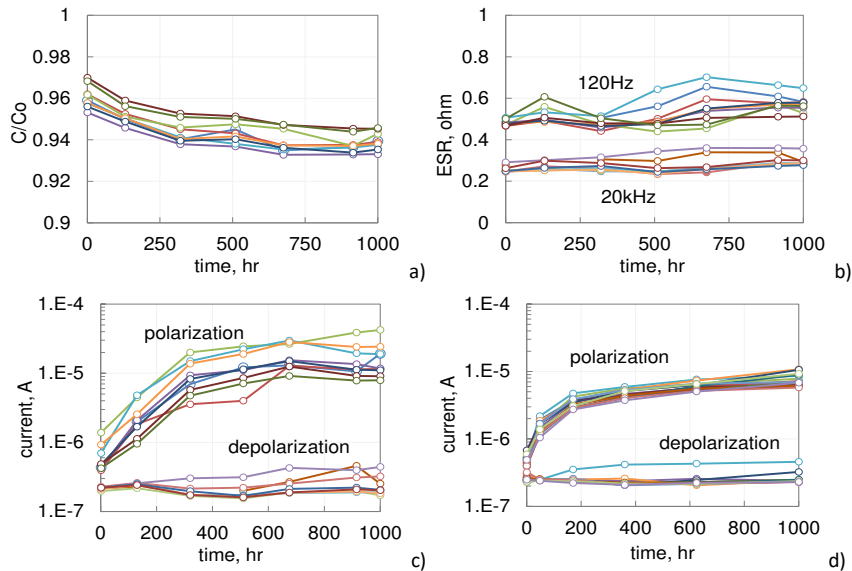 1
0.98
0.96
0.94
0.92
0.9
C/Co
0
250
500
750
1000
time, hr
a)
1
0.8
0.6
0.4
0.2
0
ESR, ohm
120Hz
20kHz
0
250
500
750
1000
time, hr
b)
1.E-4
1.E-5
1.E-6
1.E-7
current, A
polarization
depolarization
0
200
400
600
800
1000
time, hr
c)
1.E-4
1.E-5
1.E-6
1.E-7
current, A
polarization
depolarization
0
200
400
600
800
1000
time, hr
d)